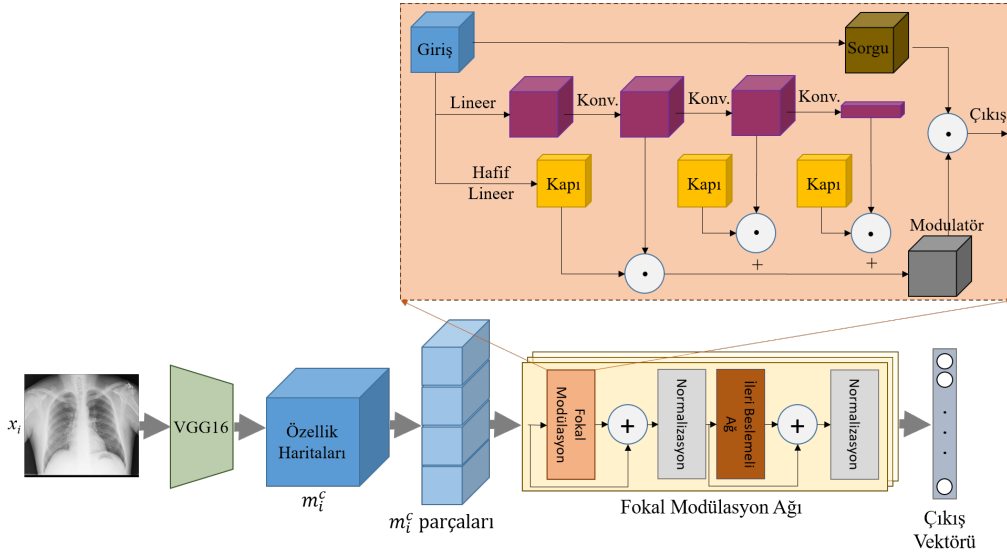 Giriş
Sorgu
Lineer
Konv.
Konv.
Konv.
Çıkış
Hafif
Lineer
Kapı
Kapı
Kapı
Modulatör
+
+
x_i
VGG16
Özellik
Haritaları
m_i^c
m_i^c parçaları
Fokal
Modülasyon
+
Normalizasyon
İleri Beslemeli
Ağ
+
Normalizasyon
Fokal Modülasyon Ağı
Çıkış
Vektörü